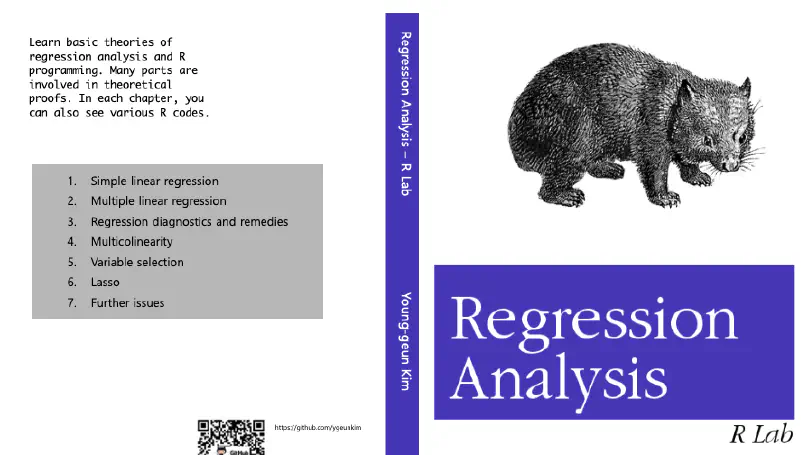 Learn basic theories of
regression analysis and R
programming. Many parts are
involved in theoretical
proofs. In each chapter, you
can also see various R codes.
1. Simple linear regression
2. Multiple linear regression
3. Regression diagnostics and remedies
4. Multicolinearity
5. Variable selection
6. Lasso
7. Further issues
GitHub
https://github.com/ygeunkim
Regression Analysis – R Lab
Young-geun Kim
Regression
Analysis
R Lab